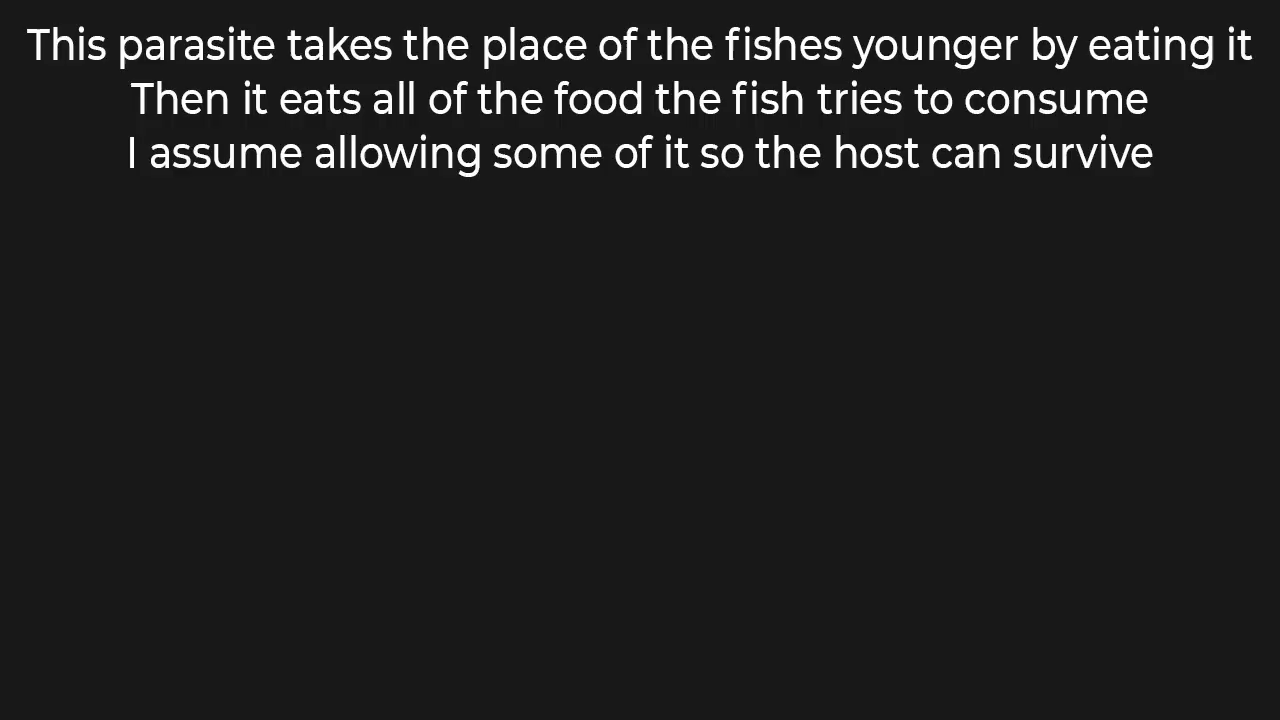 This parasite takes the place of the fishes younger by eating it
Then it eats all of the food the fish tries to consume
I assume allowing some of it so the host can survive